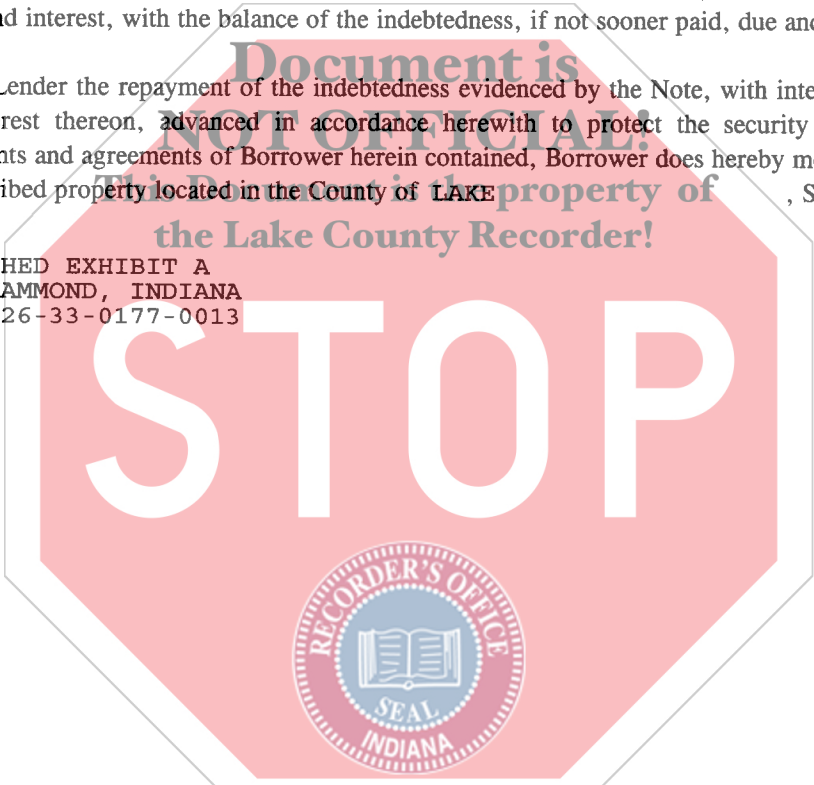 d interest, with the balance of the indebtedness, if not sooner paid, due and
Document is
Lender the repayment of the indebtedness evidenced by the Note, with inte
NOT OFFICIAL!
rest thereon, advanced in accordance herewith to protect the security
nts and agreements of Borrower herein contained, Borrower does hereby m
ibed property located in the County of LAKE , S
This Document is the property of
the Lake County Recorder!
HED EXHIBIT A
AMMOND, INDIANA
26-33-0177-0013
STOP
RECORDER'S OFFICE
SEAL
INDIANA